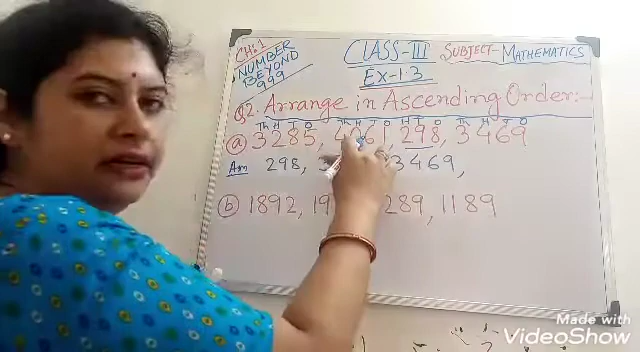 CH:1
NUMBER
BEYOND
999
CLASS-III SUBJECT-MATHEMATICS
EX-1.3
Q2. Arrange in Ascending Order:-
Th H T O Th H T O H T O Th H T O
(a) 3285, 4061, 298, 3469
Ans 298, 3469,
(b) 1892, 289, 1189
Made with
VideoShow